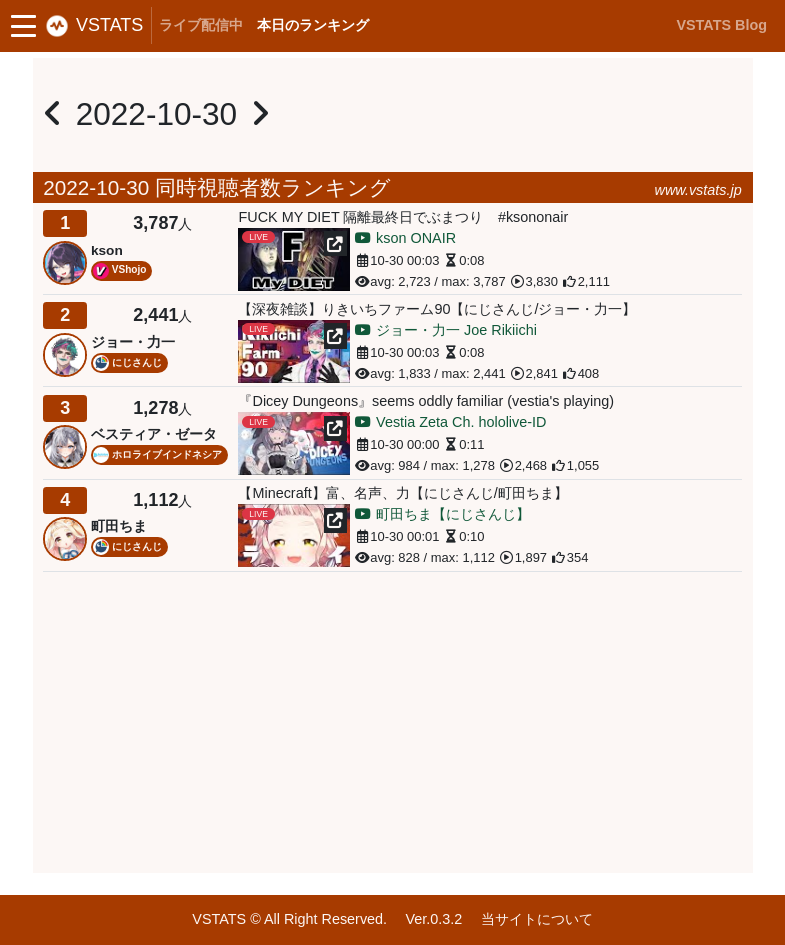 VSTATS ライブ配信中 本日のランキング VSTATS Blog
2022-10-30
2022-10-30 同時視聴者数ランキング www.vstats.jp
1 3,787人
kson
VShojo
FUCK MY DIET 隔離最終日でぶまつり　#ksononair
LIVE
F
My DIET
kson ONAIR
10-30 00:03 0:08
avg: 2,723 / max: 3,787 3,830 2,111
2 2,441人
ジョー・力一
にじさんじ
【深夜雑談】りきいちファーム90【にじさんじ/ジョー・力一】
LIVE
Rikiichi
Farm
90
ジョー・力一 Joe Rikiichi
10-30 00:03 0:08
avg: 1,833 / max: 2,441 2,841 408
3 1,278人
ベスティア・ゼータ
ホロライブインドネシア
『Dicey Dungeons』seems oddly familiar (vestia's playing)
LIVE
DICEY
DUNGEONS
Vestia Zeta Ch. hololive-ID
10-30 00:00 0:11
avg: 984 / max: 1,278 2,468 1,055
4 1,112人
町田ちま
にじさんじ
【Minecraft】富、名声、力【にじさんじ/町田ちま】
LIVE
町田ちま【にじさんじ】
10-30 00:01 0:10
avg: 828 / max: 1,112 1,897 354
VSTATS © All Right Reserved. Ver.0.3.2 当サイトについて